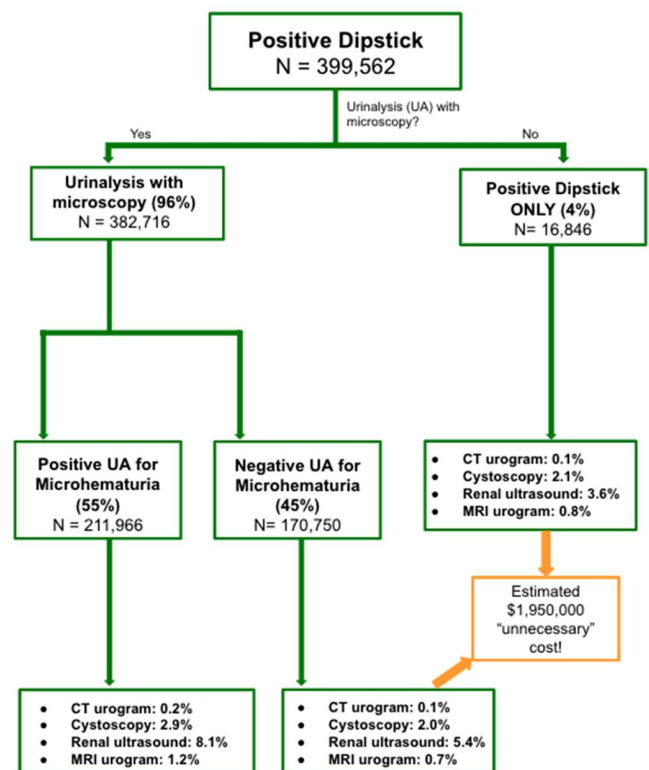 Positive Dipstick
N = 399,562
Urinalysis (UA) with
microscopy?
Yes
No
Urinalysis with
microscopy (96%)
N = 382,716
Positive Dipstick
ONLY (4%)
N= 16,846
Positive UA for
Microhematuria
(55%)
N = 211,966
Negative UA for
Microhematuria
(45%)
N= 170,750
• CT urogram: 0.1%
• Cystoscopy: 2.1%
• Renal ultrasound: 3.6%
• MRI urogram: 0.8%
Estimated
$1,950,000
“unnecessary”
cost!
• CT urogram: 0.2%
• Cystoscopy: 2.9%
• Renal ultrasound: 8.1%
• MRI urogram: 1.2%
• CT urogram: 0.1%
• Cystoscopy: 2.0%
• Renal ultrasound: 5.4%
• MRI urogram: 0.7%